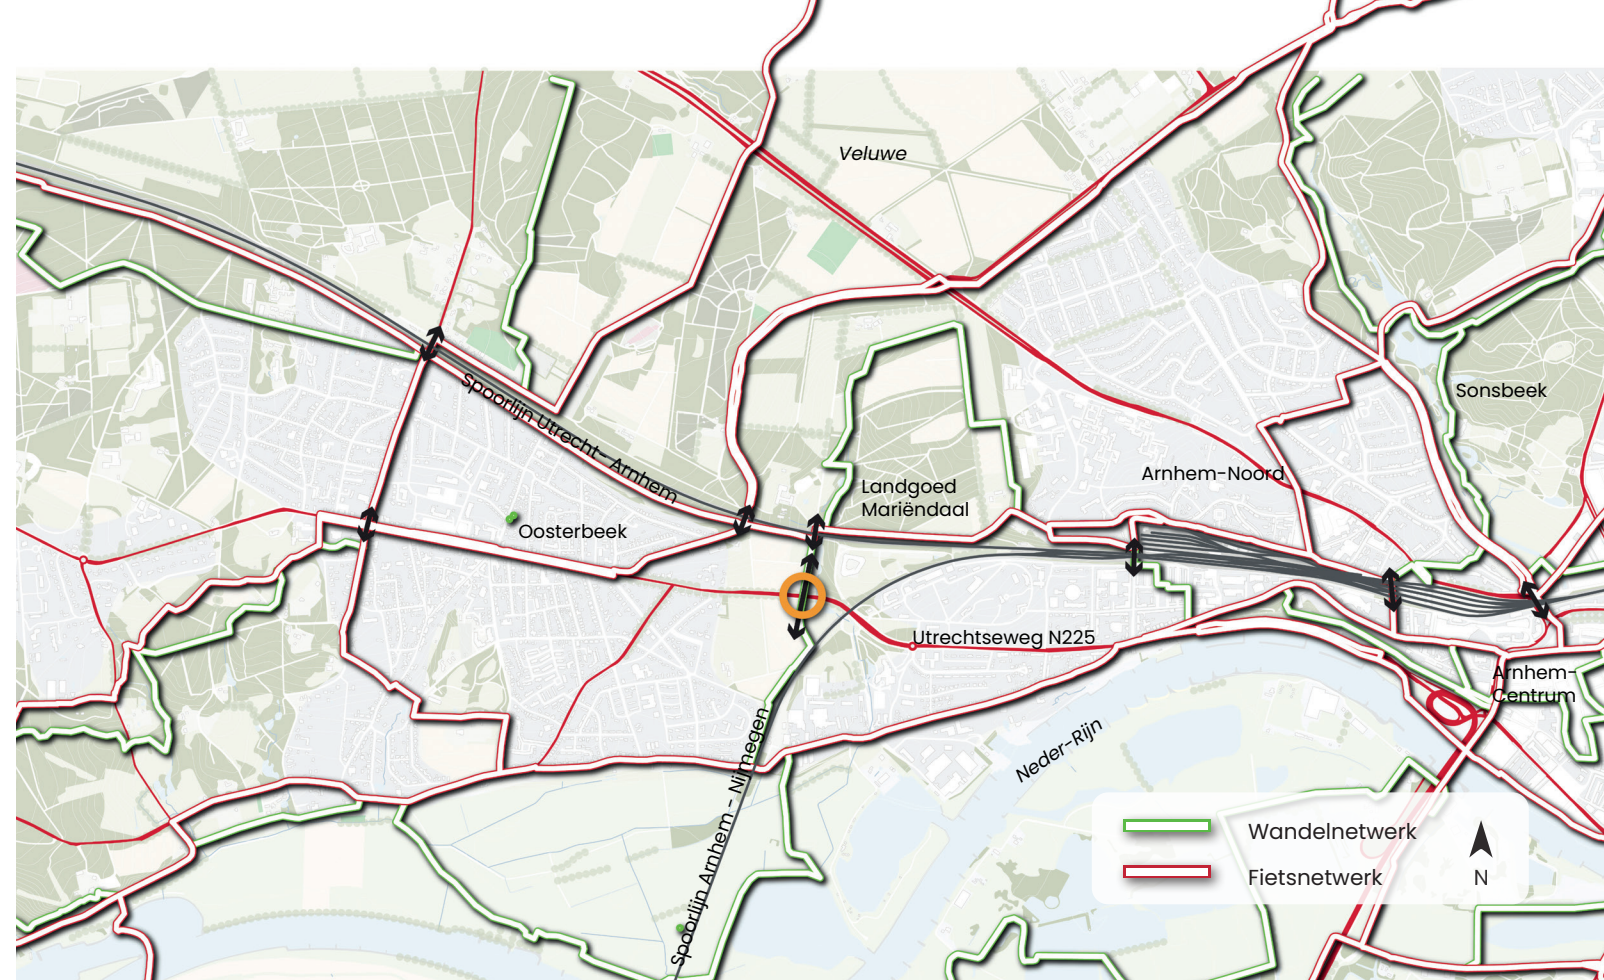 Veluwe
Sonsbeek
Spoorlijn Utrecht- Arnhem
Arnhem-Noord
Landgoed
Mariëndaal
Oosterbeek
Utrechtseweg N225
Arnhem-
Centrum
Neder-Rijn
Spoorlijn Arnhem - Nijmegen
Wandelnetwerk
Fietsnetwerk
N